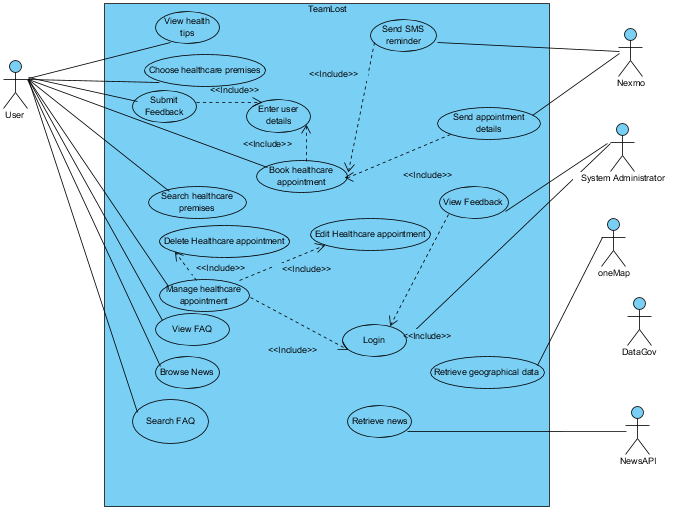 TeamLost
View health
tips
Send SMS
reminder
Choose healthcare premises
<<Include>>
<<Include>>
Submit
Feedback
Enter user
details
User
Nexmo
Send appointment
details
<<Include>>
Book healthcare
appointment
<<Include>>
System Administrator
Search healthcare
premises
View Feedback
Delete Healthcare appointment
Edit Healthcare appointment
<<Include>>
<<Include>>
oneMap
Manage healthcare
appointment
View FAQ
Login
<<Include>>
<<Include>>
DataGov
Browse News
Retrieve geographical data
Search FAQ
Retrieve news
NewsAPI